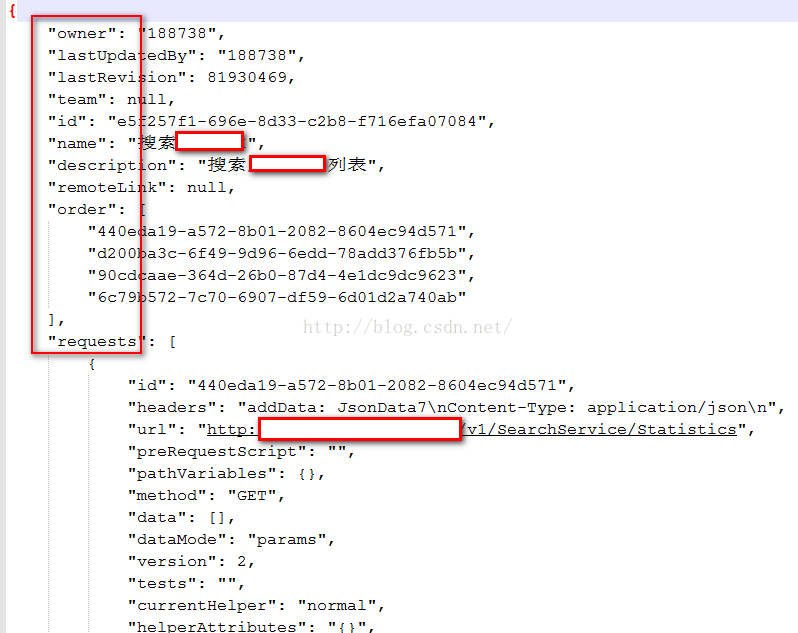 {
"owner": "188738",
"lastUpdatedBy": "188738",
"lastRevision": 81930469,
"team": null,
"id": "e5f257f1-696e-8d33-c2b8-f716efa07084",
"name": "搜索",
"description": "搜索列表",
"remoteLink": null,
"order": [
"440eda19-a572-8b01-2082-8604ec94d571",
"d200ba3c-6f49-9d96-6edd-78add376fb5b",
"90cdcaae-364d-26b0-87d4-4e1dc9dc9623",
"6c79b572-7c70-6907-df59-6d01d2a740ab"
],
http://blog.csdn.net/
"requests": [
{
"id": "440eda19-a572-8b01-2082-8604ec94d571",
"headers": "addData: JsonData7\nContent-Type: application/json\n",
"url": "http:/v1/SearchService/Statistics",
"preRequestScript": "",
"pathVariables": {},
"method": "GET",
"data": [],
"dataMode": "params",
"version": 2,
"tests": "",
"currentHelper": "normal",
"helperAttributes": "{}",